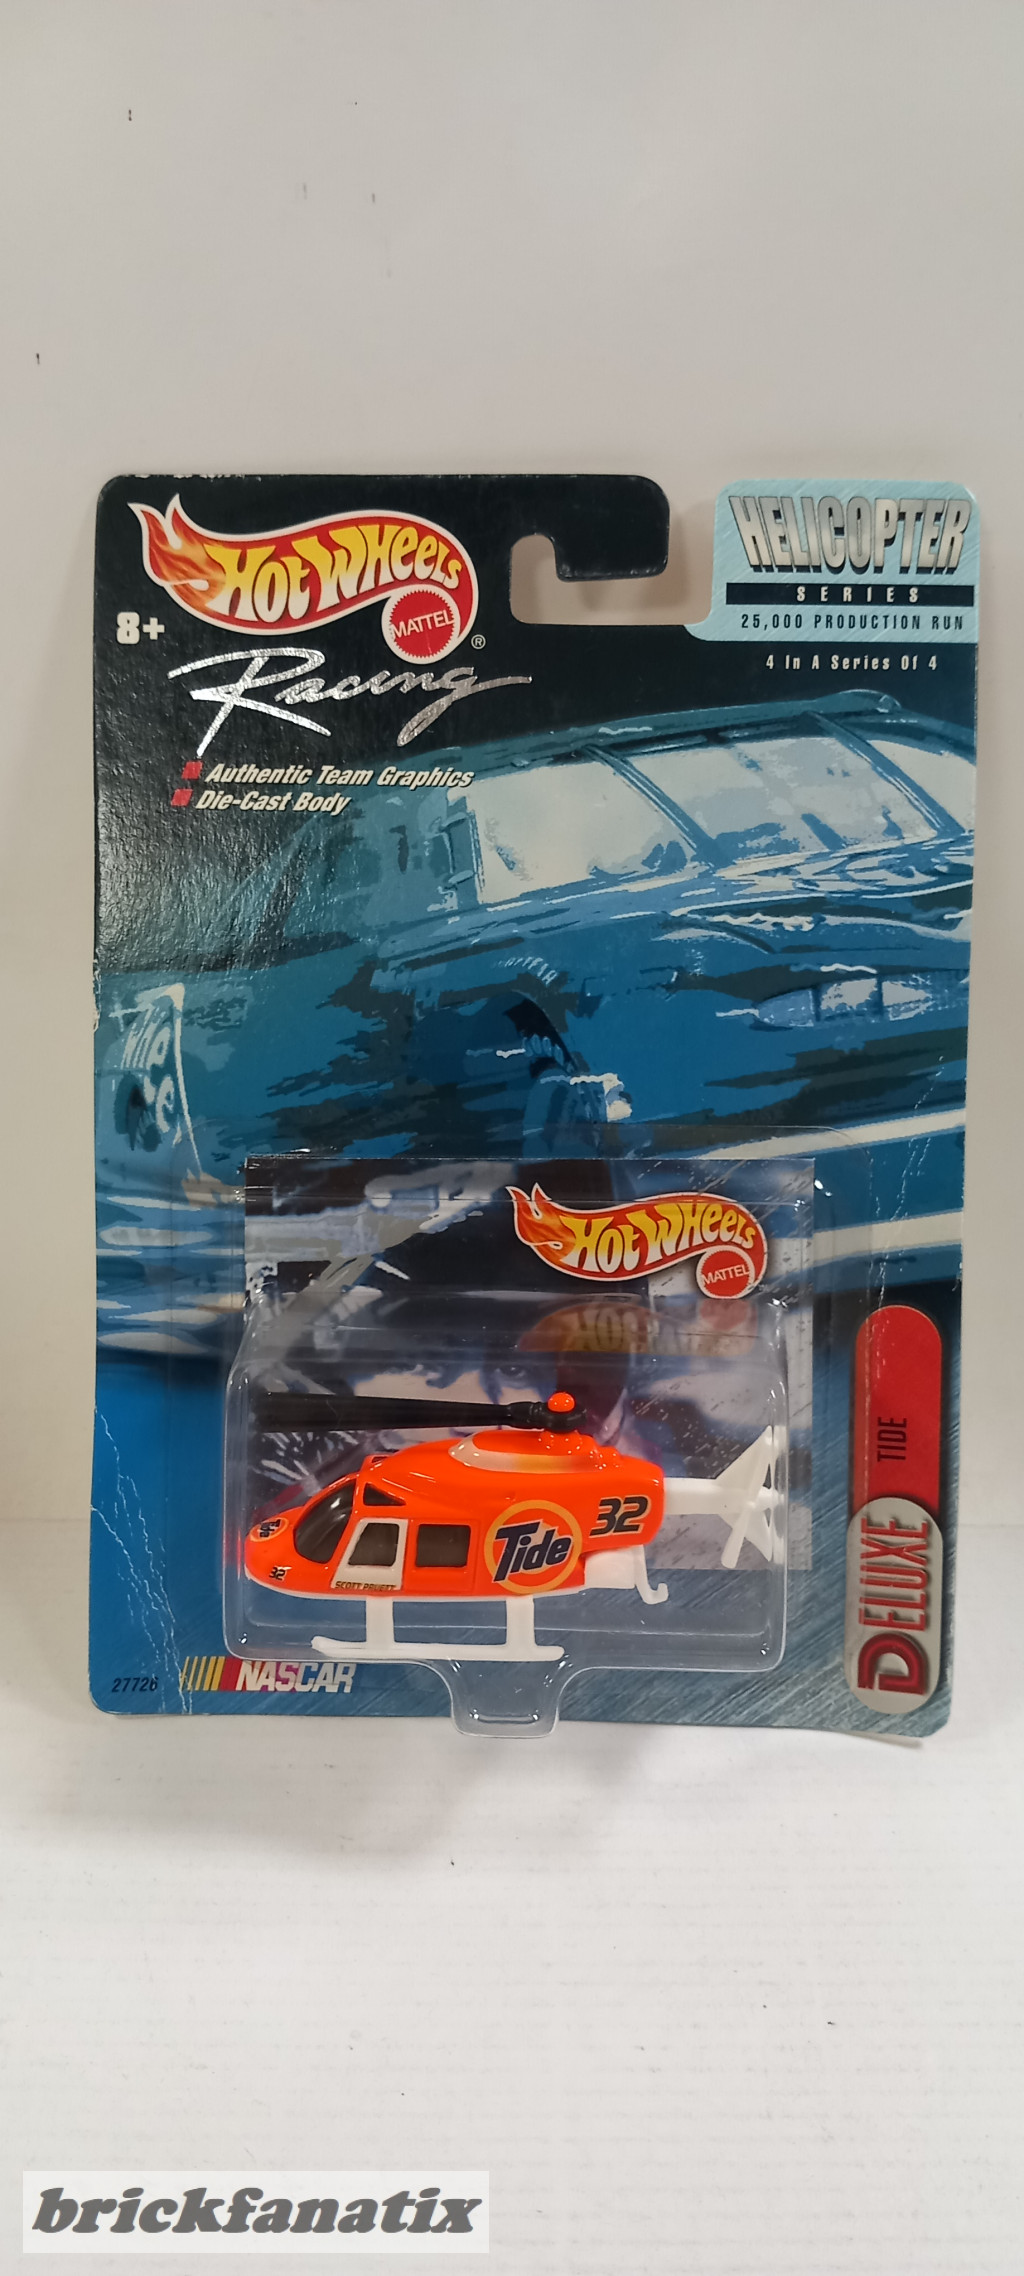 HOT WHEELS
MATTEL
®
8+
Racing
Authentic Team Graphics
Die-Cast Body
HELICOPTER
SERIES
25,000 PRODUCTION RUN
4 In A Series Of 4
HOT WHEELS
MATTEL
32
Tide
Tide
32
SCOTT PRUETT
TIDE
DELUXE
27726
NASCAR
brickfanatix